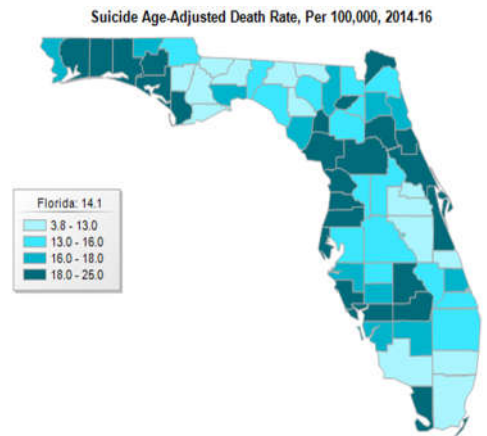 Suicide Age-Adjusted Death Rate, Per 100,000, 2014-16
Florida: 14.1
3.8 - 13.0
13.0 - 16.0
16.0 - 18.0
18.0 - 25.0